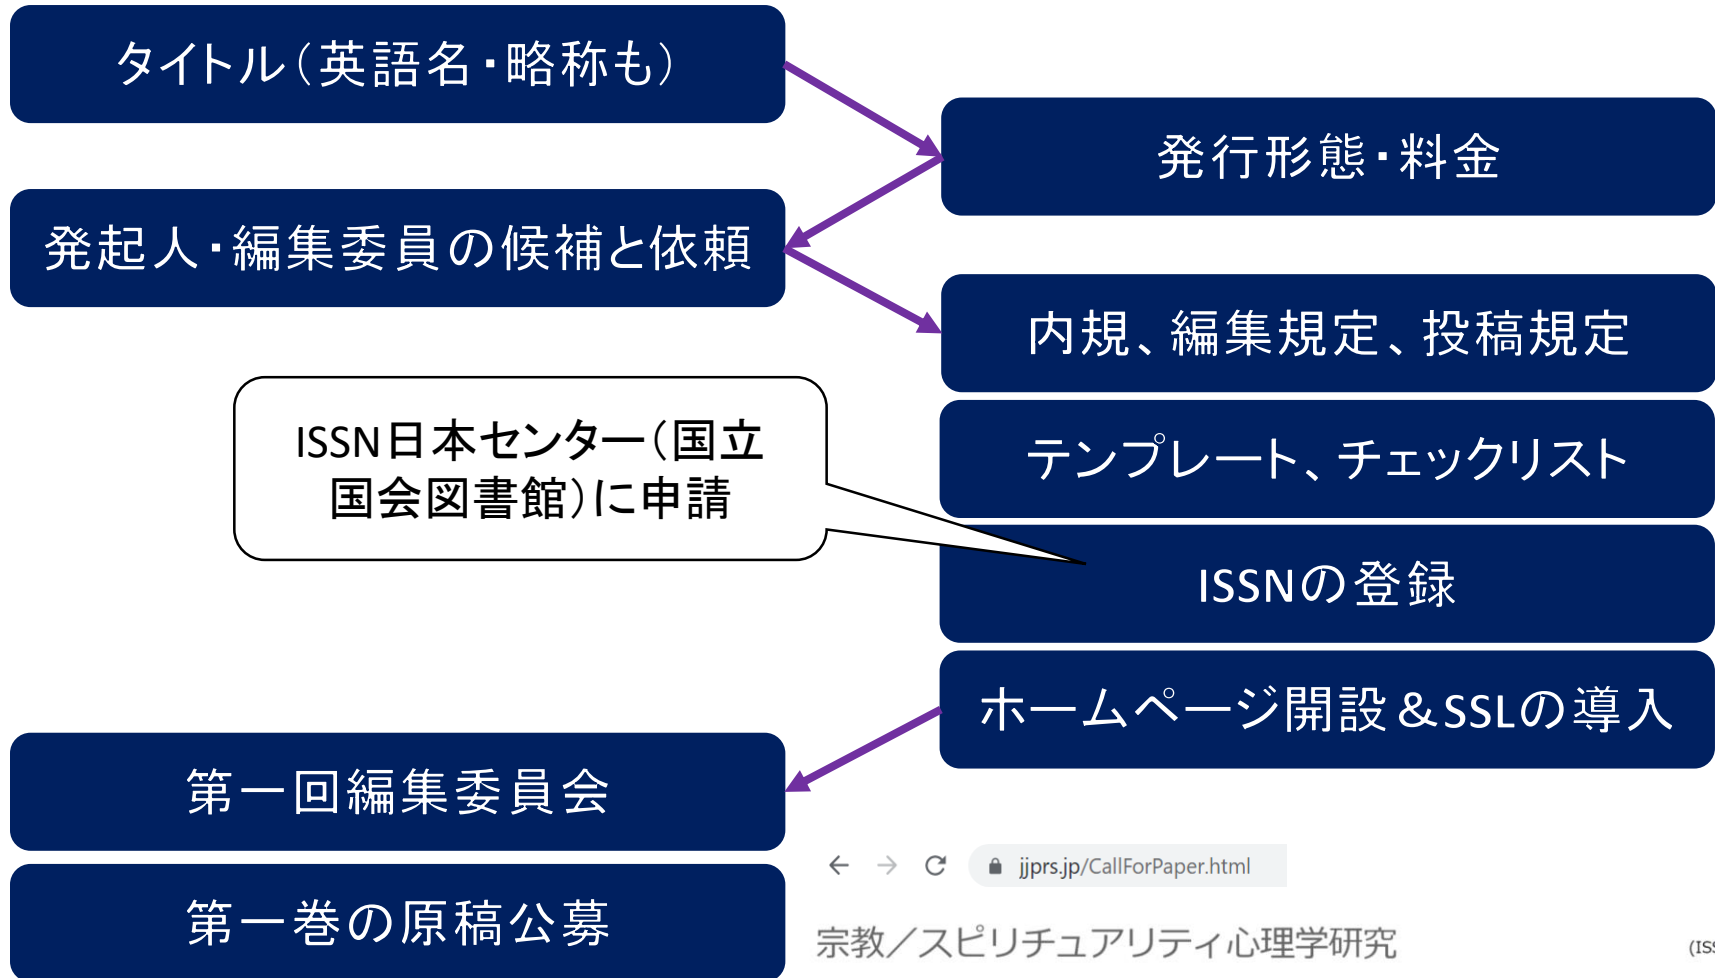 タイトル（英語名・略称も）
発行形態・料金
発起人・編集委員の候補と依頼
内規、編集規定、投稿規定
ISSN日本センター（国立
国会図書館）に申請
テンプレート、チェックリスト
ISSNの登録
ホームページ開設＆SSLの導入
第一回編集委員会
第一巻の原稿公募
jjprs.jp/CallForPaper.html
宗教／スピリチュアリティ心理学研究